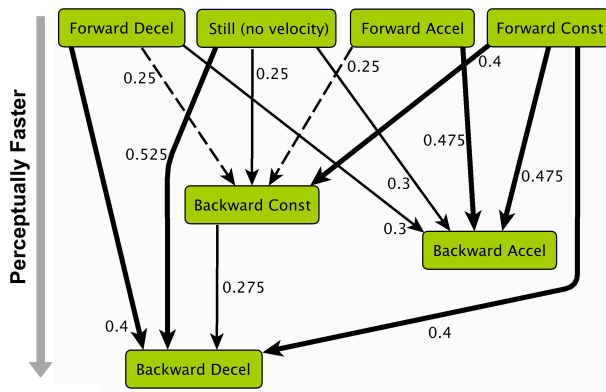 Forward Decel
Still (no velocity)
Forward Accel
Forward Const
0.25
0.25
0.25
0.4
0.475
0.525
0.475
0.3
Backward Const
0.3
Backward Accel
0.275
0.4
0.4
Backward Decel
Perceptually Faster